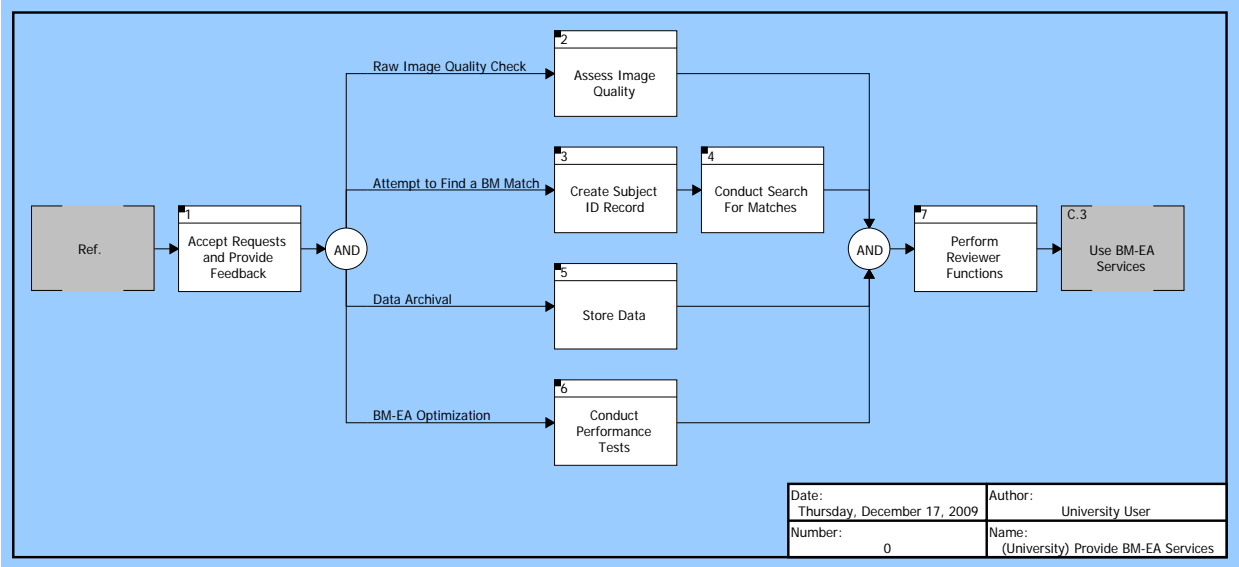 2
Raw Image Quality Check
Assess Image
Quality
3
4
Attempt to Find a BM Match
Create Subject
ID Record
Conduct Search
For Matches
Ref.
1
Accept Requests
and Provide
Feedback
AND
AND
7
Perform
Reviewer
Functions
C.3
Use BM-EA
Services
5
Data Archival
Store Data
6
BM-EA Optimization
Conduct
Performance
Tests
Date:
Thursday, December 17, 2009
Author:
University User
Number:
0
Name:
(University) Provide BM-EA Services